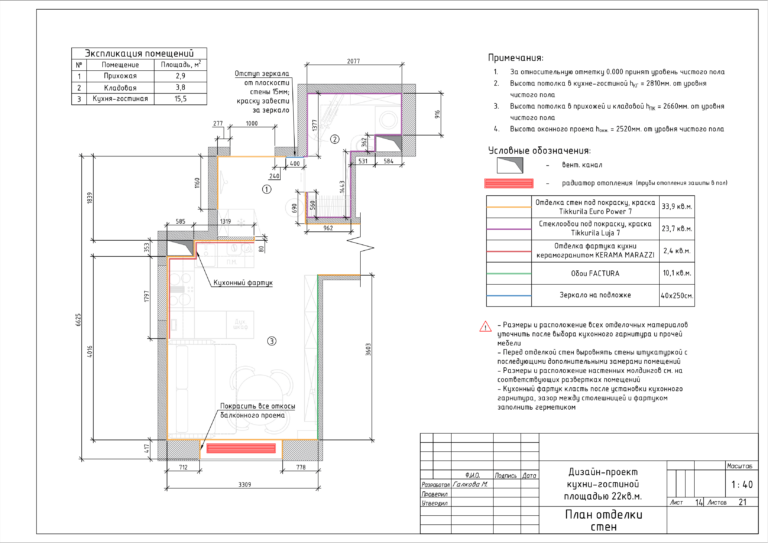 Экспликация помещений
№ Помещение Площадь, м²
1 Прихожая 2,9
2 Кладовая 3,8
3 Кухня-гостиная 15,5
Отступ зеркала
от плоскости
стены 15мм;
краску завести
за зеркало
2077
277
1000
1377
916
2
362
400
240
531
584
1839
1160
1
1443
690
560
962
505
1319
353
80
Кухонный фартук
1797
6625
4016
3
3603
Покрасить все откосы
балконного проема
417
712
778
3309
Примечания:
1. За относительную отметку 0.000 принят уровень чистого пола
2. Высота потолка в кухне-гостиной hкг = 2810мм. от уровня
чистого пола
3. Высота потолка в прихожей и кладовой hпк = 2660мм. от уровня
чистого пола
4. Высота оконного проема hокн. = 2520мм. от уровня чистого пола
Условные обозначения:
- вент. канал
- радиатор отопления (трубы отопления зашить в пол)
Отделка стен под покраску, краска
Tikkurila Euro Power 7
33,9 кв.м.
Стеклообои под покраску, краска
Tikkurila Luja 7
23,7 кв.м.
Отделка фартука кухни
керамогранитом KERAMA MARAZZI
2,4 кв.м.
Обои FACTURA
10,1 кв.м.
Зеркало на подложке
40х250см.
- Размеры и расположение всех отделочных материалов
уточнить после выбора кухонного гарнитура и прочей
мебели
- Перед отделкой стен выровнять стены штукатуркой с
последующими дополнительными замерами помещений
- Размеры и расположение настенных молдингов см. на
соответствующих развертках помещений
- Кухонный фартук класть после установки кухонного
гарнитура, зазор между столешницей и фартуком
заполнить герметиком
Ф.И.О. Подпись Дата
Разработал Галкова М.
Проверил
Утвердил
Дизайн-проект
кухни-гостиной
площадью 22кв.м.
План отделки
стен
Масштаб
1 : 40
Лист 14 Листов 21